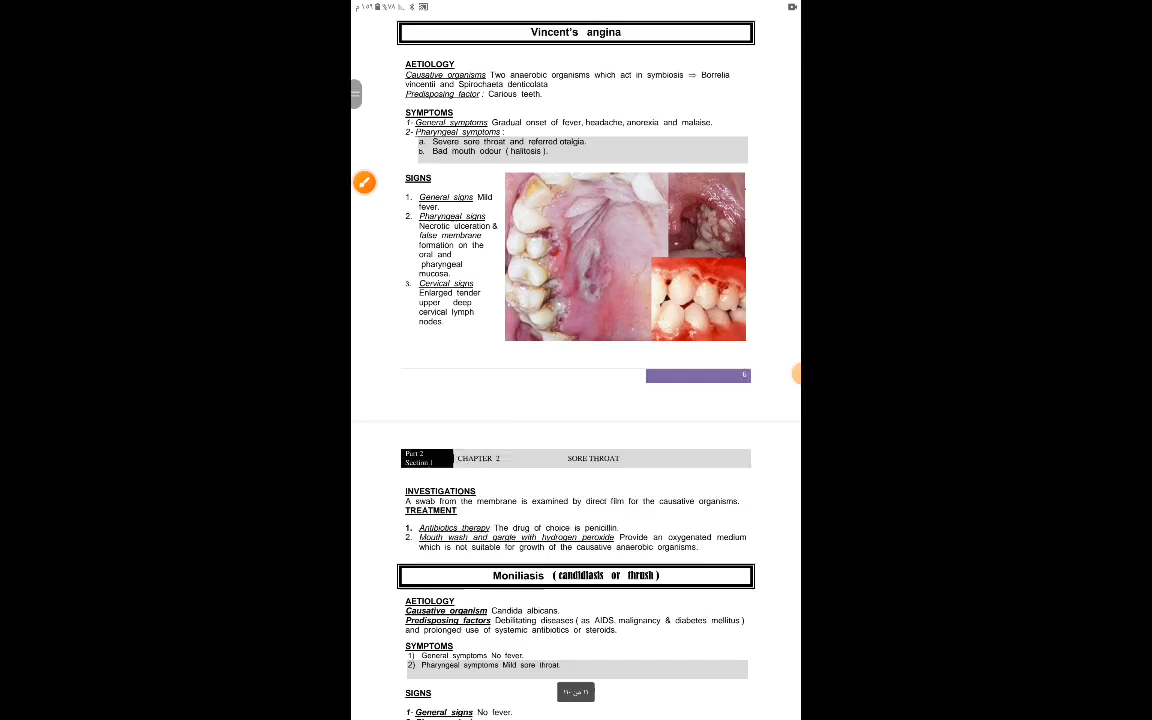 م ١:٥٩ ٪٧٨
Vincent's angina
AETIOLOGY
Causative organisms Two anaerobic organisms which act in symbiosis ⇒ Borrelia
vincentii and Spirochaeta denticolata
Predisposing factor : Carious teeth.
SYMPTOMS
1- General symptoms Gradual onset of fever, headache, anorexia and malaise.
2- Pharyngeal symptoms :
a. Severe sore throat and referred otalgia.
b. Bad mouth odour ( halitosis ).
SIGNS
1. General signs Mild
fever.
2. Pharyngeal signs
Necrotic ulceration &
false membrane
formation on the
oral and
pharyngeal
mucosa.
3. Cervical signs
Enlarged tender
upper deep
cervical lymph
nodes.
Part 2
Section 1
CHAPTER 2 SORE THROAT
INVESTIGATIONS
A swab from the membrane is examined by direct film for the causative organisms.
TREATMENT
1. Antibiotics therapy The drug of choice is penicillin.
2. Mouth wash and gargle with hydrogen peroxide Provide an oxygenated medium
which is not suitable for growth of the causative anaerobic organisms.
Moniliasis ( candidiasis or thrush )
AETIOLOGY
Causative organism Candida albicans.
Predisposing factors Debilitating diseases ( as AIDS, malignancy & diabetes mellitus )
and prolonged use of systemic antibiotics or steroids.
SYMPTOMS
1) General symptoms No fever.
2) Pharyngeal symptoms Mild sore throat.
SIGNS
1- General signs No fever.